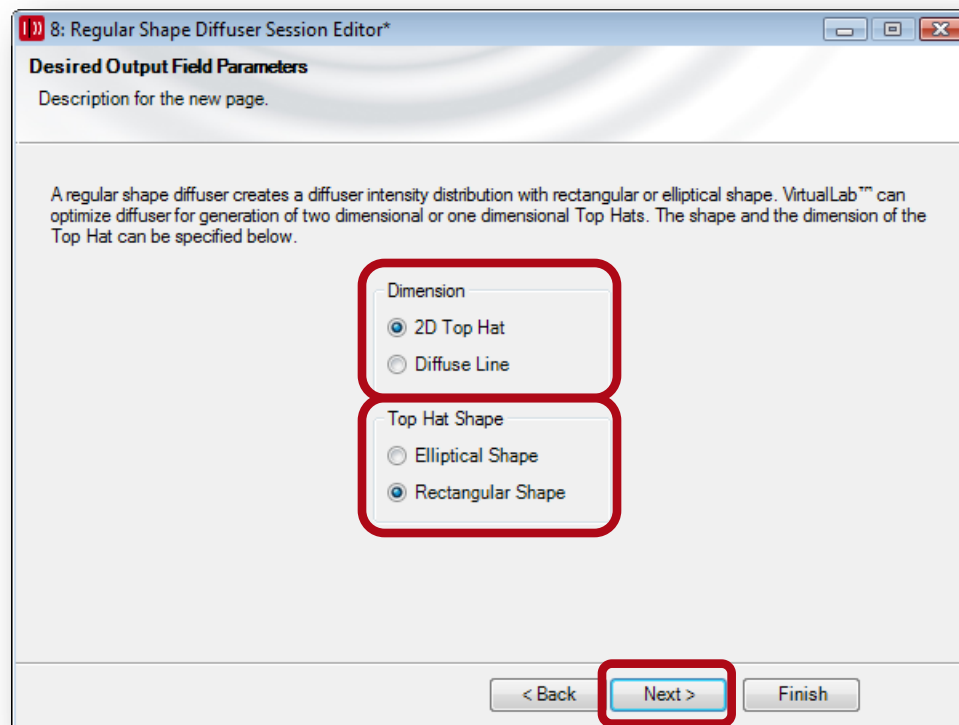 8: Regular Shape Diffuser Session Editor*
Desired Output Field Parameters
Description for the new page.
A regular shape diffuser creates a diffuser intensity distribution with rectangular or elliptical shape. VirtualLab™ can
optimize diffuser for generation of two dimensional or one dimensional Top Hats. The shape and the dimension of the
Top Hat can be specified below.
Dimension
2D Top Hat
Diffuse Line
Top Hat Shape
Elliptical Shape
Rectangular Shape
< Back Next > Finish